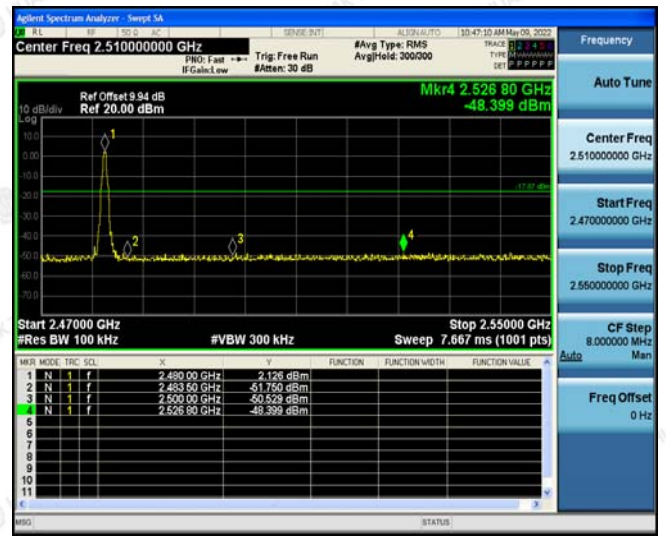 Agilent Spectrum Analyzer - Swept SA
RL RF 50 Ω AC SENSE:INT ALIGN AUTO 10:47:10 AM May 09, 2022
Center Freq 2.510000000 GHz #Avg Type: RMS TRACE 1 2 3 4 5 6
PNO: Fast Trig: Free Run Avg|Hold: 300/300 TYPE
IFGain:Low #Atten: 30 dB DET P P P P P P
Frequency
Auto Tune
Center Freq
2.510000000 GHz
Start Freq
2.470000000 GHz
Stop Freq
2.550000000 GHz
CF Step
8.000000 MHz
Auto Man
Freq Offset
0 Hz
Mkr4 2.526 80 GHz
-48.399 dBm
Ref Offset 9.94 dB
10 dB/div Ref 20.00 dBm
Log
10.0
0.00
-10.0
-20.0
-30.0
-40.0
-50.0
-60.0
-70.0
1
2
3
4
-17.87 dBm
Start 2.47000 GHz Stop 2.55000 GHz
#Res BW 100 kHz #VBW 300 kHz Sweep 7.667 ms (1001 pts)
MKR MODE TRC SCL X Y FUNCTION FUNCTION WIDTH FUNCTION VALUE
1 N 1 f 2.480 00 GHz 2.126 dBm
2 N 1 f 2.483 50 GHz -51.750 dBm
3 N 1 f 2.500 00 GHz -50.529 dBm
4 N 1 f 2.526 80 GHz -48.399 dBm
5
6
7
8
9
10
11
MSG STATUS